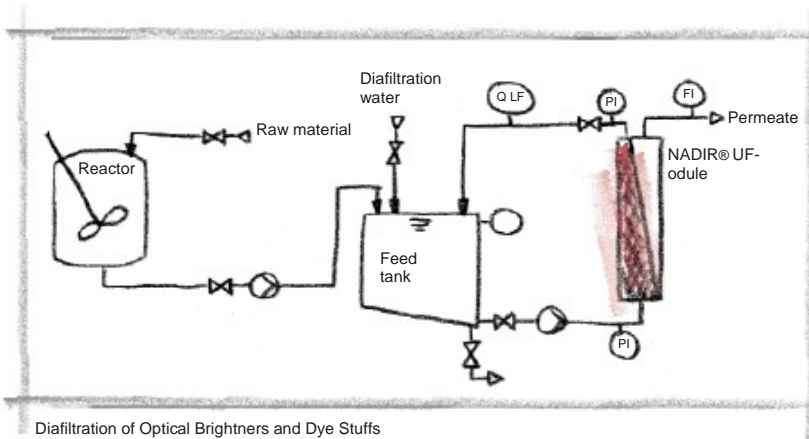 Diafiltration
water
Q LF
PI
FI
Permeate
Raw material
Reactor
NADIR® UF-
odule
Feed
tank
PI
Diafiltration of Optical Brightners and Dye Stuffs